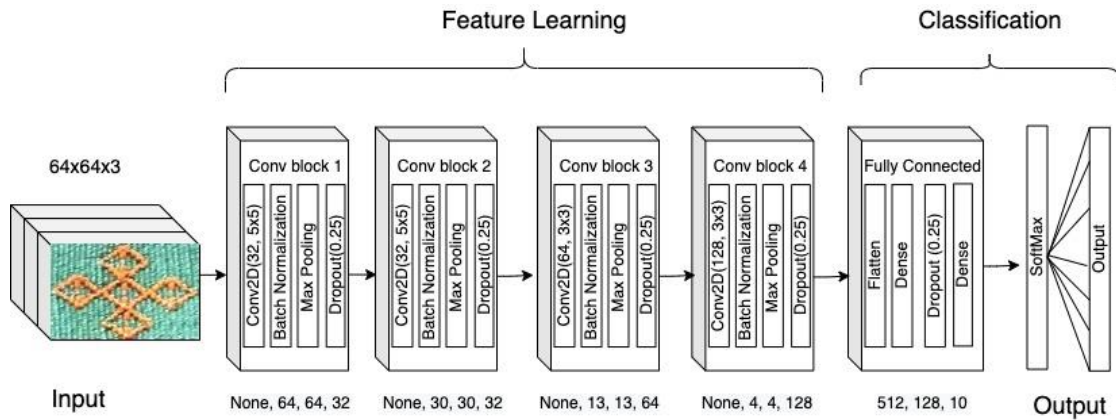 Feature Learning
Classification
64x64x3
Conv block 1
Conv2D(32, 5x5)
Batch Normalization
Max Pooling
Dropout(0.25)
Conv block 2
Conv2D(32, 5x5)
Batch Normalization
Max Pooling
Dropout(0.25)
Conv block 3
Conv2D(64, 3x3)
Batch Normalization
Max Pooling
Dropout(0.25)
Conv block 4
Conv2D(128, 3x3)
Batch Normalization
Max Pooling
Dropout(0.25)
Fully Connected
Flatten
Dense
Dropout (0.25)
Dense
SoftMax
Output
Input
None, 64, 64, 32
None, 30, 30, 32
None, 13, 13, 64
None, 4, 4, 128
512, 128, 10
Output